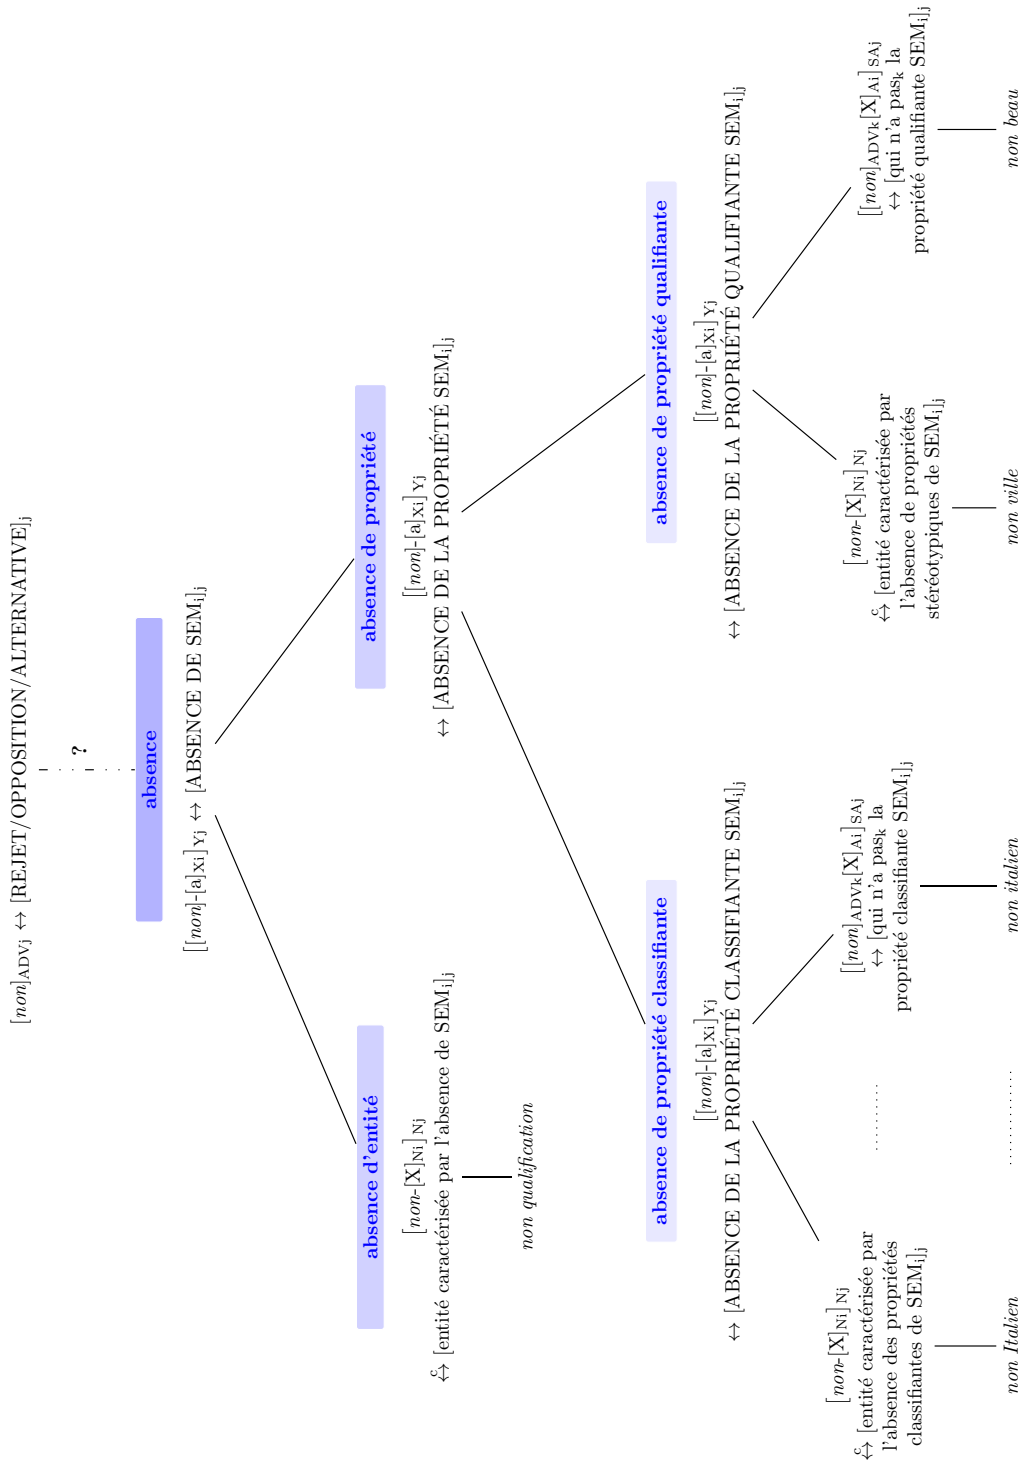 [non]ADVj ↔ [REJET/OPPOSITION/ALTERNATIVE]j
?
absence
[[non]-[a]Xi]Yj ↔ [ABSENCE DE SEMi]j
absence d'entité
[non-[X]Ni]Nj
c↔ [entité caractérisée par l'absence de SEMi]j
non qualification
absence de propriété
[[non]-[a]Xi]Yj
↔ [ABSENCE DE LA PROPRIÉTÉ SEMi]j
absence de propriété classifiante
[[non]-[a]Xi]Yj
↔ [ABSENCE DE LA PROPRIÉTÉ CLASSIFIANTE SEMi]j
absence de propriété qualifiante
[[non]-[a]Xi]Yj
↔ [ABSENCE DE LA PROPRIÉTÉ QUALIFIANTE SEMi]j
[non-[X]Ni]Nj
c↔ [entité caractérisée par
l'absence des propriétés
classifiantes de SEMi]j
non Italien
...........
............
[[non]ADVk[X]Ai]SAj
↔ [qui n'a pask la
propriété classifiante SEMi]j
non italien
[non-[X]Ni]Nj
c↔ [entité caractérisée par
l'absence de propriétés
stéréotypiques de SEMi]j
non ville
[[non]ADVk[X]Ai]SAj
↔ [qui n'a pask la
propriété qualifiante SEMi]j
non beau